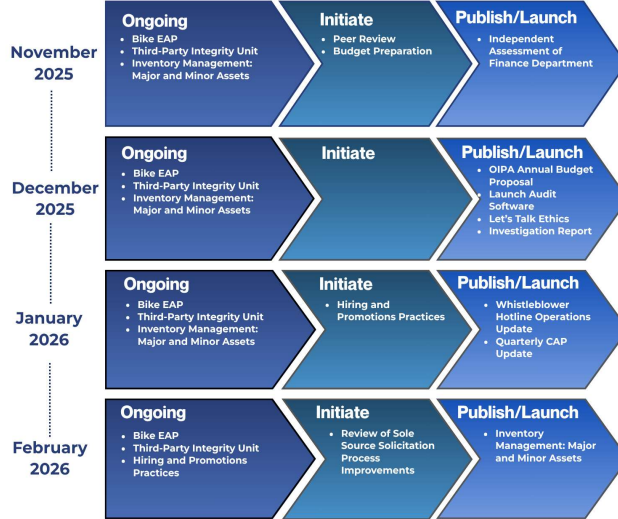 November
2025
Ongoing
• Bike EAP
• Third-Party Integrity Unit
• Inventory Management:
Major and Minor Assets
Initiate
• Peer Review
• Budget Preparation
Publish/Launch
• Independent
Assessment of
Finance Department
December
2025
Ongoing
• Bike EAP
• Third-Party Integrity Unit
• Inventory Management:
Major and Minor Assets
Initiate
Publish/Launch
• OIPA Annual Budget
Proposal
• Launch Audit
Software
• Let's Talk Ethics
• Investigation Report
January
2026
Ongoing
• Bike EAP
• Third-Party Integrity Unit
• Inventory Management:
Major and Minor Assets
Initiate
• Hiring and
Promotions Practices
Publish/Launch
• Whistleblower
Hotline Operations
Update
• Quarterly CAP
Update
February
2026
Ongoing
• Bike EAP
• Third-Party Integrity Unit
• Hiring and Promotions
Practices
Initiate
• Review of Sole
Source Solicitation
Process
Improvements
Publish/Launch
• Inventory
Management: Major
and Minor Assets